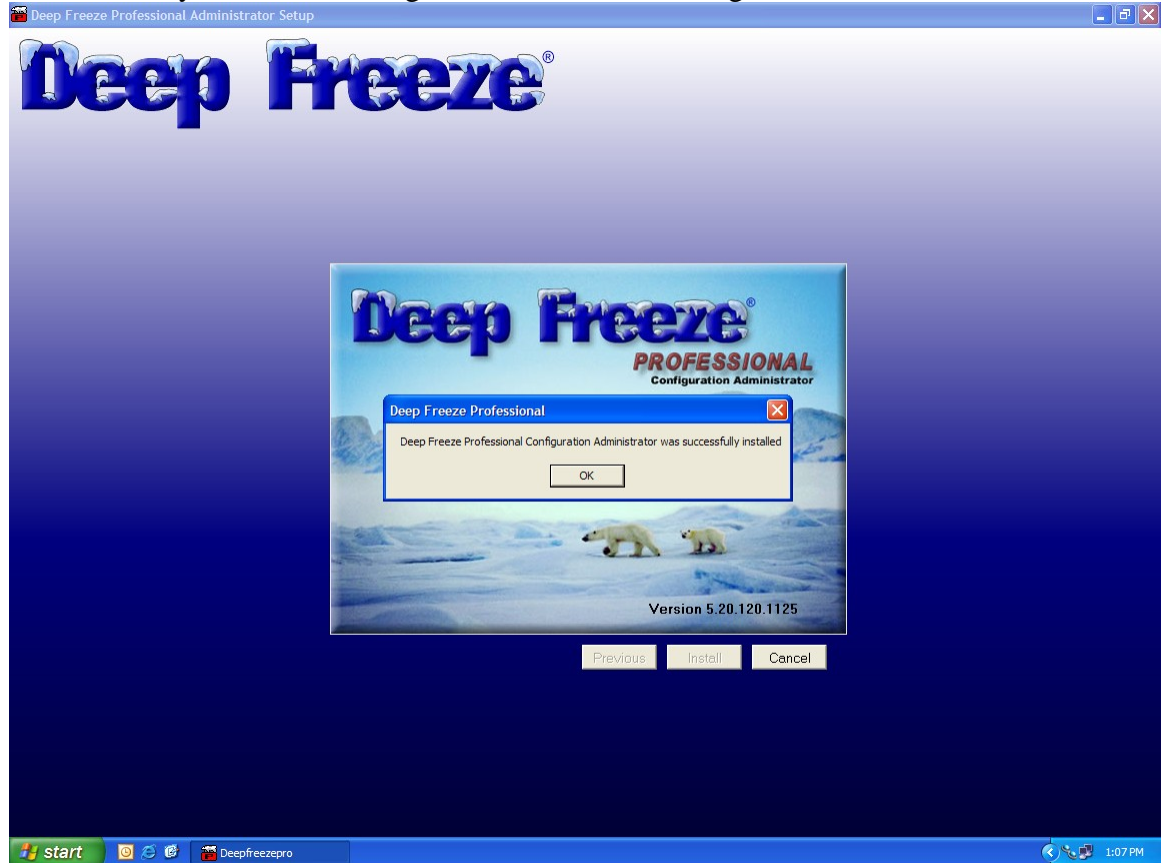 Deep Freeze Professional Administrator Setup
Deep Freeze®
Deep Freeze®
PROFESSIONAL
Configuration Administrator
Deep Freeze Professional
Deep Freeze Professional Configuration Administrator was successfully installed
OK
Version 5.20.120.1125
Previous Install Cancel
start Deepfreezepro 1:07 PM